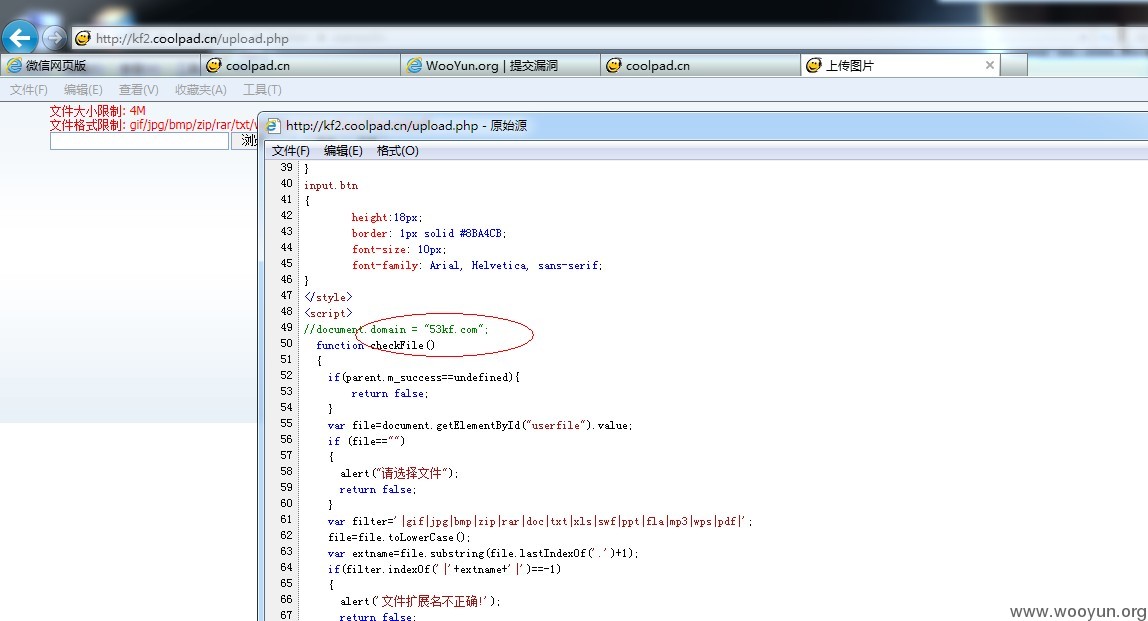 http://kf2.coolpad.cn/upload.php
微信网页版 coolpad.cn WooYun.org | 提交漏洞 coolpad.cn 上传图片
文件(F) 编辑(E) 查看(V) 收藏夹(A) 工具(T)
文件大小限制: 4M
文件格式限制: gif/jpg/bmp/zip/rar/txt/
http://kf2.coolpad.cn/upload.php - 原始源
文件(F) 编辑(E) 格式(O)
39 }
40 input.btn
41 {
42 height:18px;
43 border: 1px solid #8BA4CB;
44 font-size: 10px;
45 font-family: Arial, Helvetica, sans-serif;
46 }
47 </style>
48 <script>
49 //document.domain = "53kf.com";
50 function checkFile()
51 {
52 if(parent.m_success==undefined){
53 return false;
54 }
55 var file=document.getElementById("userfile").value;
56 if (file=="")
57 {
58 alert("请选择文件");
59 return false;
60 }
61 var filter='|gif|jpg|bmp|zip|rar|doc|txt|xls|swf|ppt|fla|mp3|wps|pdf|';
62 file=file.toLowerCase();
63 var extname=file.substring(file.lastIndexOf('.')+1);
64 if(filter.indexOf('|'+extname+'|')==-1)
65 {
66 alert('文件扩展名不正确!');
67 return false;
www.wooyun.org